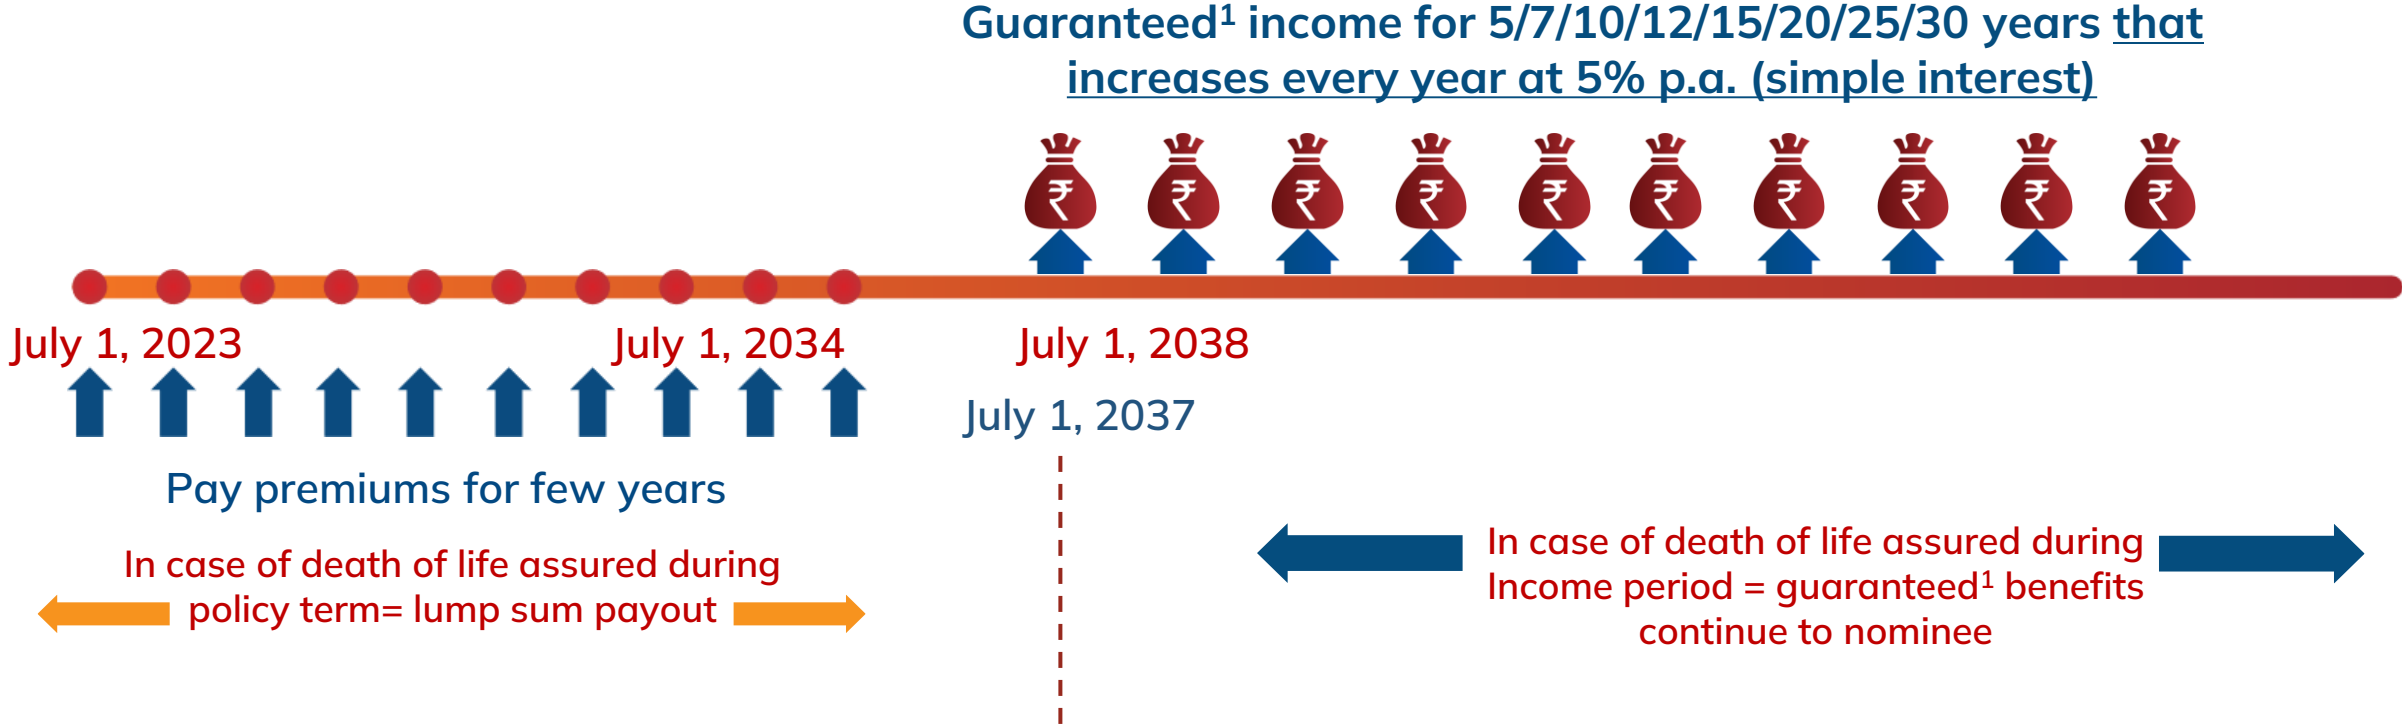 Guaranteed¹ income for 5/7/10/12/15/20/25/30 years that
increases every year at 5% p.a. (simple interest)
₹ ₹ ₹ ₹ ₹ ₹ ₹ ₹ ₹ ₹
July 1, 2023
July 1, 2034
July 1, 2038
July 1, 2037
Pay premiums for few years
In case of death of life assured during
policy term= lump sum payout
In case of death of life assured during
Income period = guaranteed¹ benefits
continue to nominee